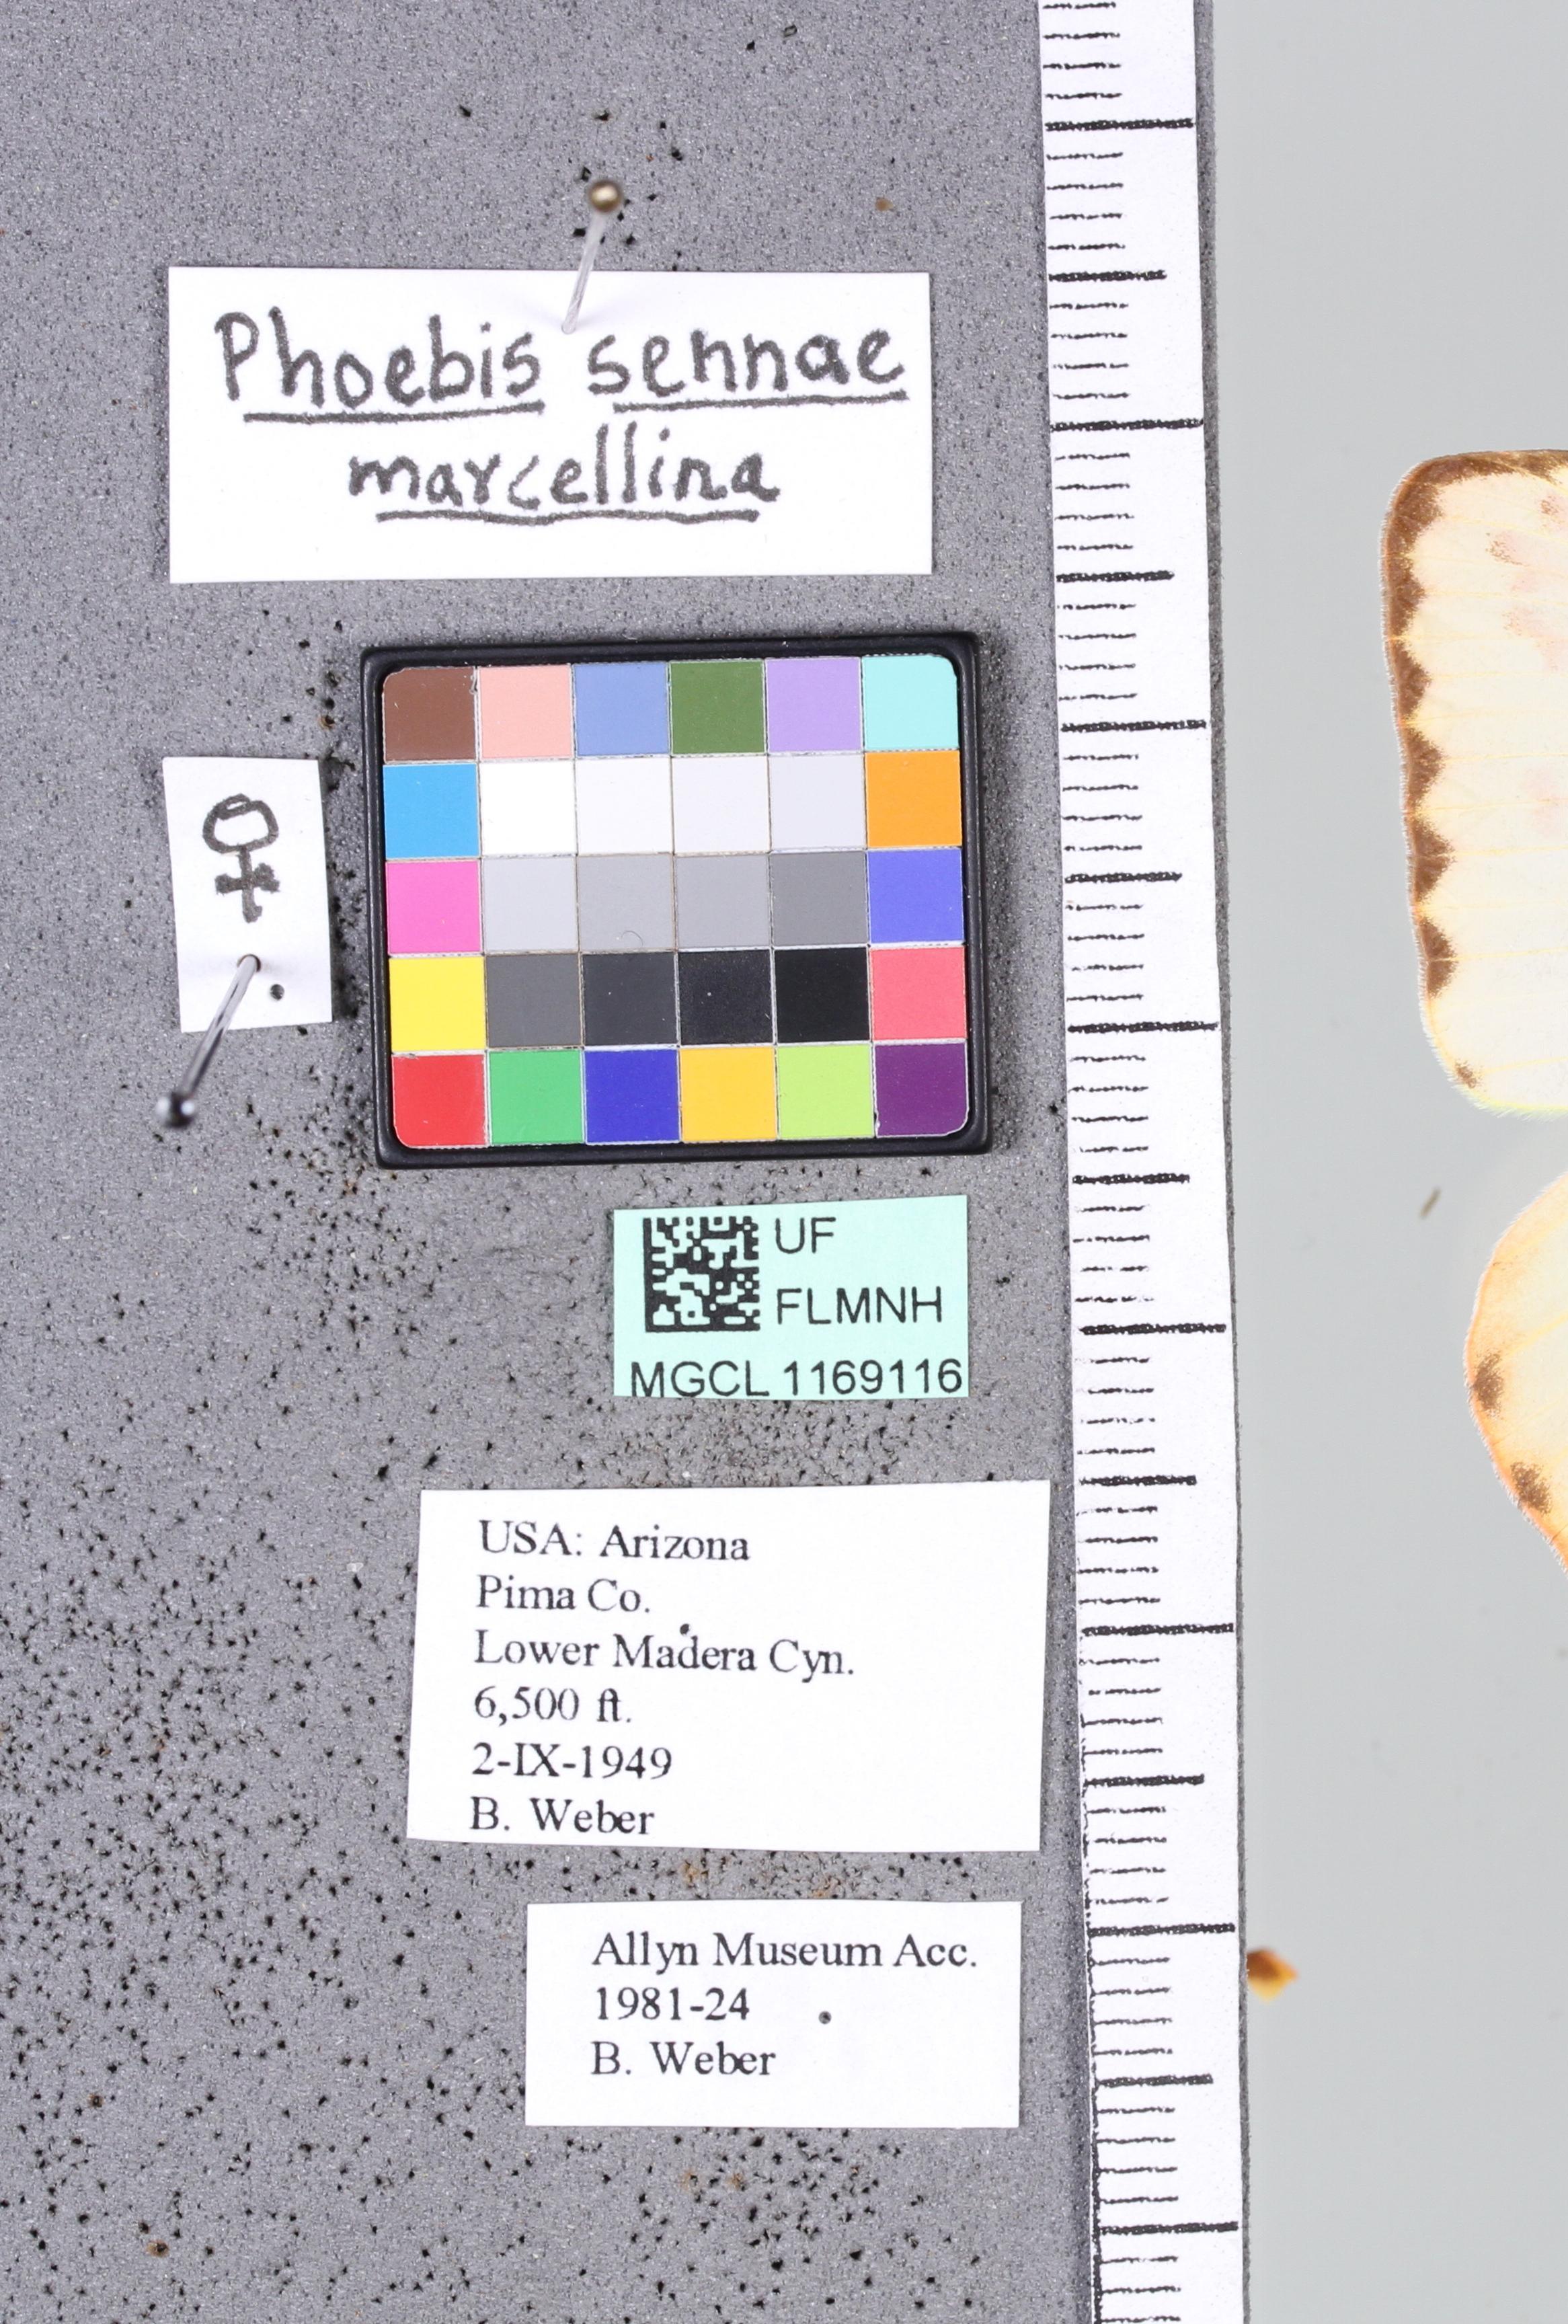 Phoebis sennae
marcellina
♀
UF
FLMNH
MGCL 1169116
USA: Arizona
Pima Co.
Lower Madera Cyn.
6,500 ft.
2-IX-1949
B. Weber
Allyn Museum Acc.
1981-24
B. Weber